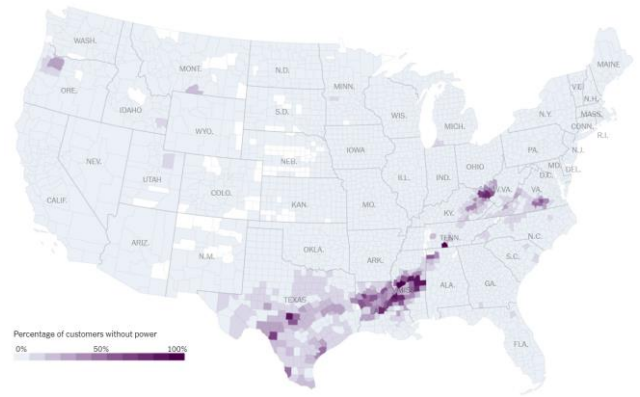 WASH.
MAINE
MONT.
N.D.
MINN.
VT.
ORE.
N.H.
IDAHO
S.D.
WIS.
N.Y.
MASS.
MICH.
CONN.
R.I.
WYO.
IOWA
PA.
N.J.
NEB.
OHIO
NEV.
ILL.
IND.
MD.
DEL.
UTAH
D.C.
COLO.
VA.
CALIF.
KAN.
MO.
KY.
OKLA.
TENN.
N.C.
ARIZ.
N.M.
ARK.
S.C.
ALA.
GA.
TEXAS
FLA.
Percentage of customers without power
0%
50%
100%